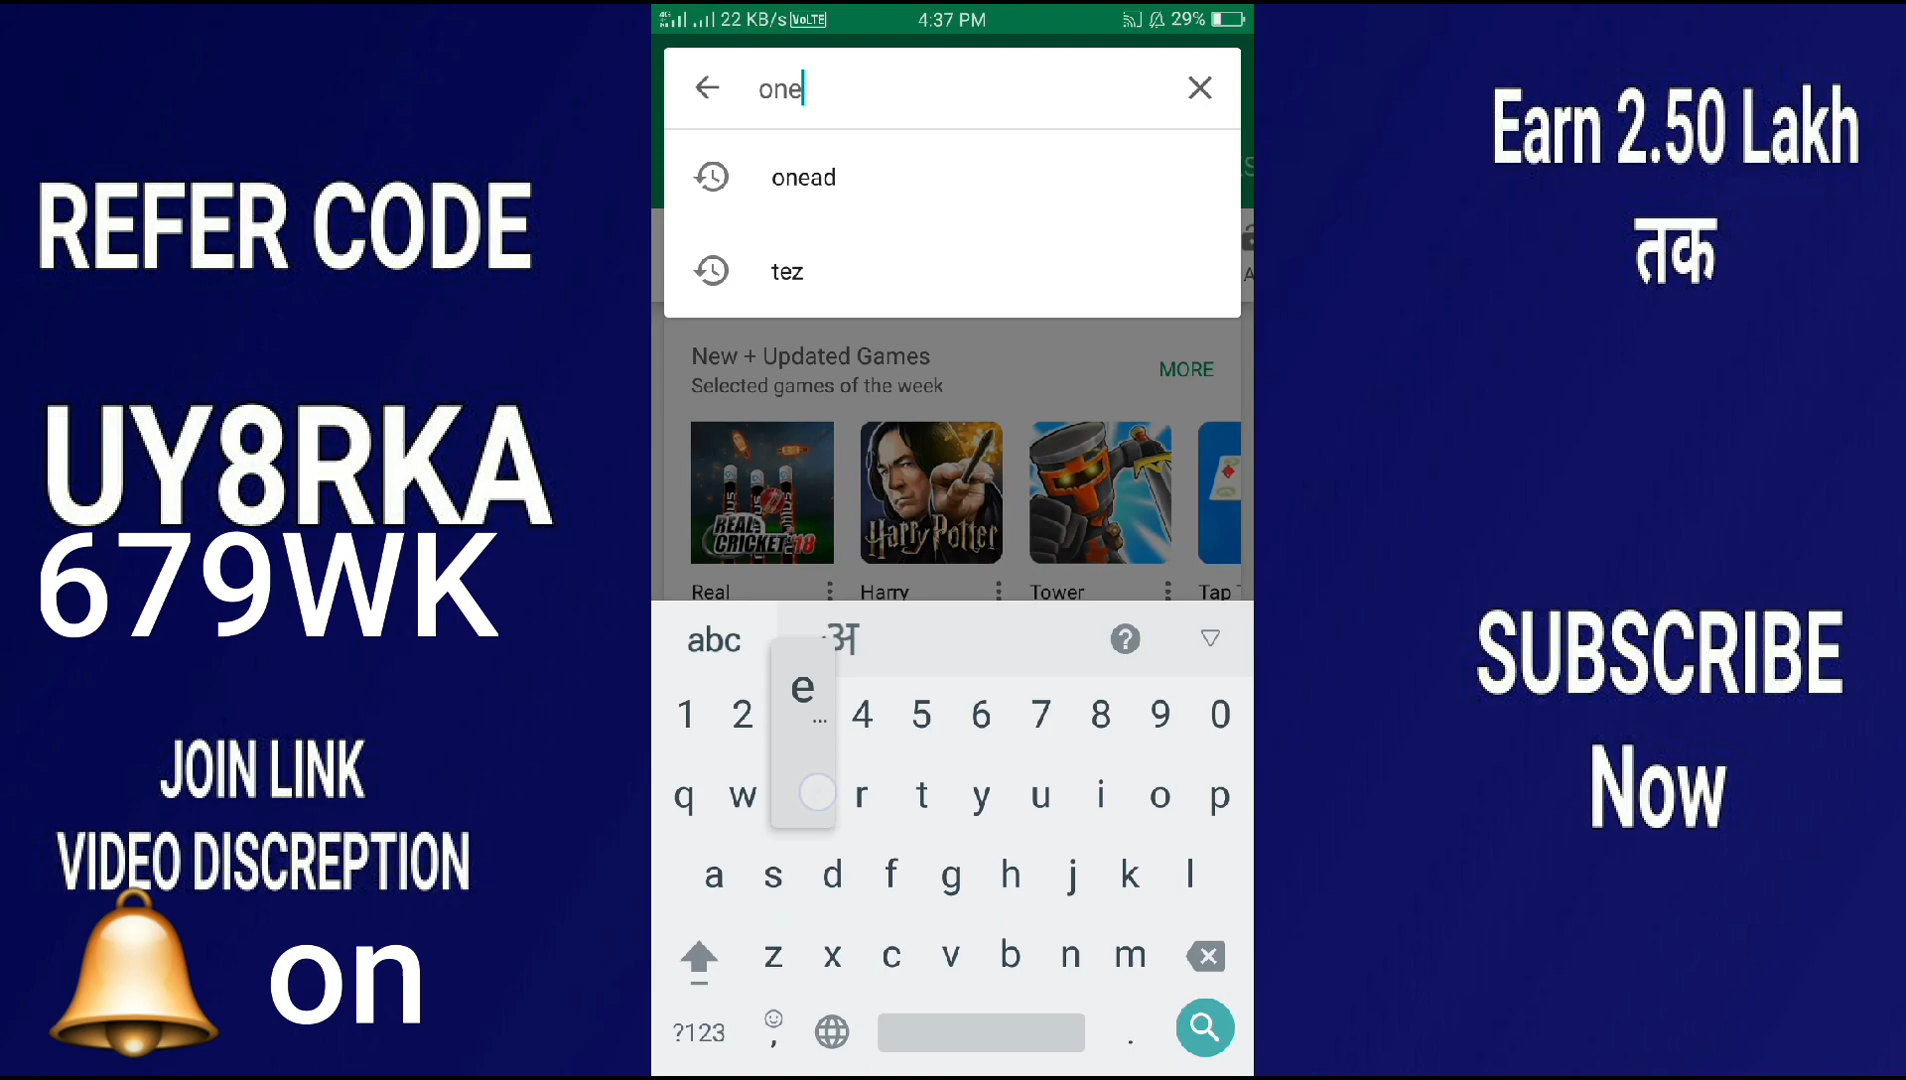 REFER CODE
UY8RKA
679WK
JOIN LINK
VIDEO DISCREPTION
on
22 KB/s VoLTE 4:37 PM 29%
one
onead
tez
New + Updated Games
Selected games of the week
MORE
REAL CRICKET 18
Harry Potter
Real Harry Tower Tap
abc अ ?
e
...
1 2 4 5 6 7 8 9 0
q w r t y u i o p
a s d f g h j k l
z x c v b n m
?123 , .
Earn 2.50 Lakh
तक
SUBSCRIBE
Now